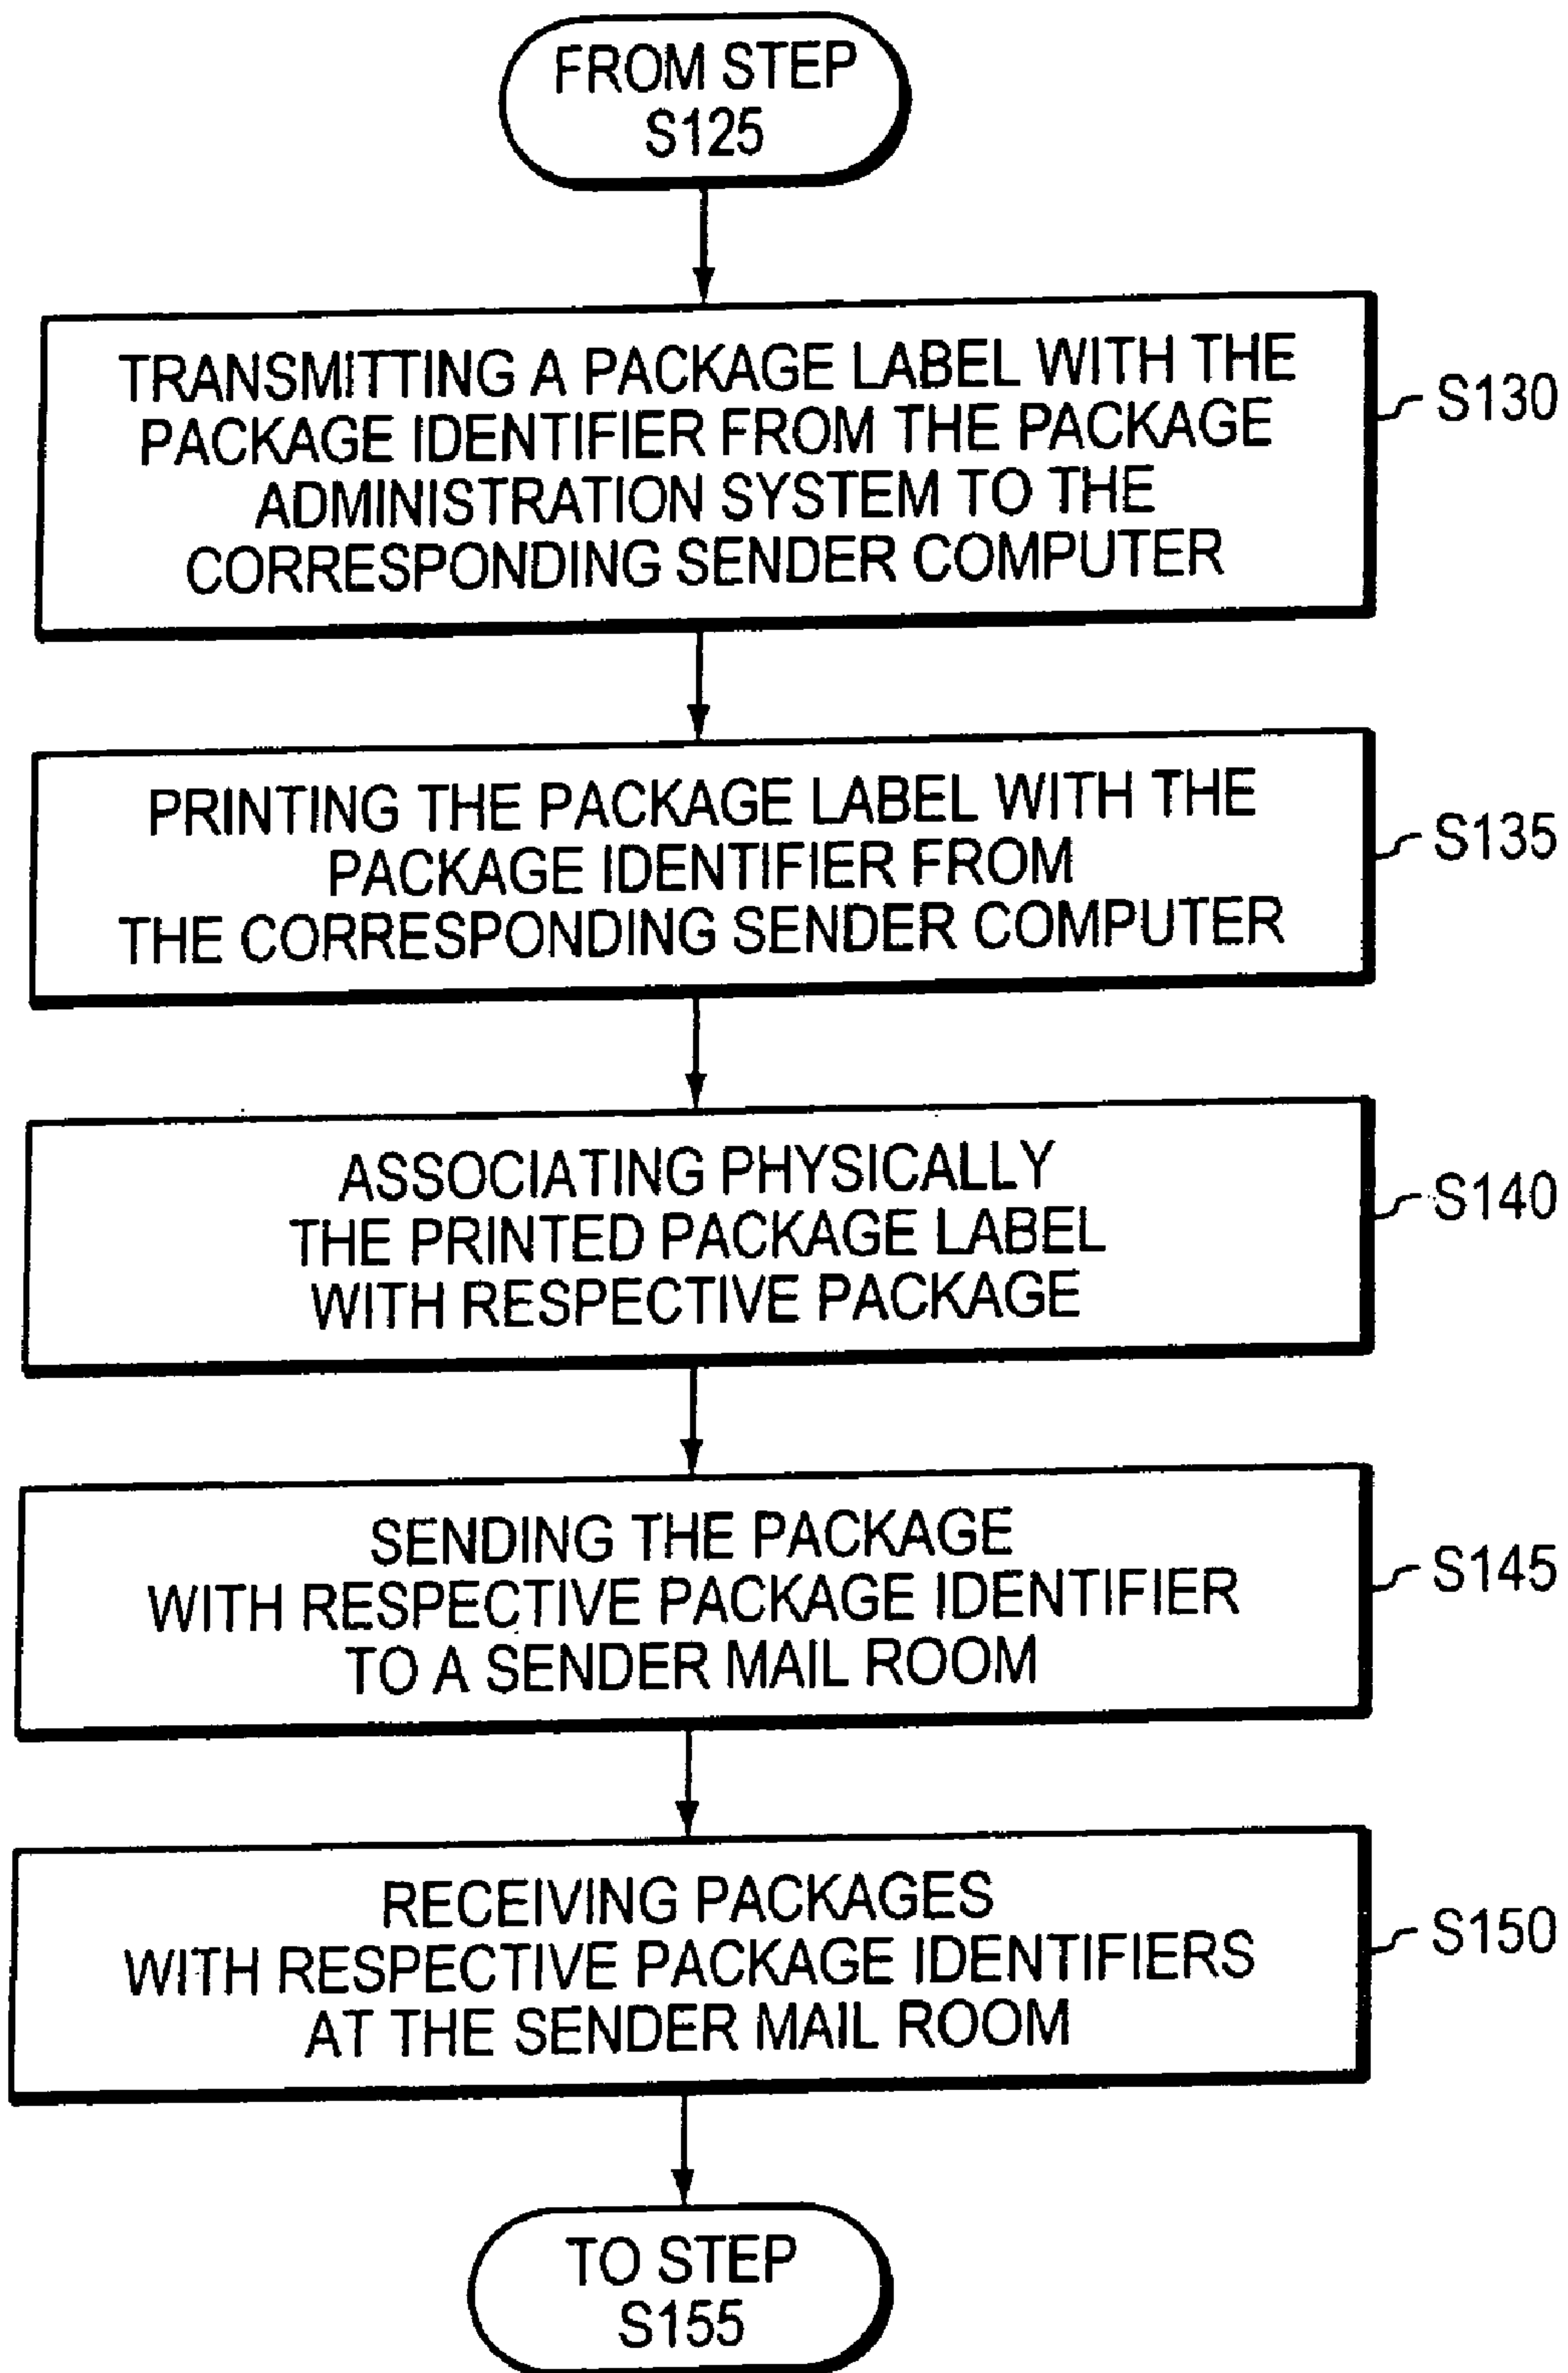 FROM STEP
S125
TRANSMITTING A PACKAGE LABEL WITH THE
PACKAGE IDENTIFIER FROM THE PACKAGE
ADMINISTRATION SYSTEM TO THE
CORRESPONDING SENDER COMPUTER
S130
PRINTING THE PACKAGE LABEL WITH THE
PACKAGE IDENTIFIER FROM
THE CORRESPONDING SENDER COMPUTER
S135
ASSOCIATING PHYSICALLY
THE PRINTED PACKAGE LABEL
WITH RESPECTIVE PACKAGE
S140
SENDING THE PACKAGE
WITH RESPECTIVE PACKAGE IDENTIFIER
TO A SENDER MAIL ROOM
S145
RECEIVING PACKAGES
WITH RESPECTIVE PACKAGE IDENTIFIERS
AT THE SENDER MAIL ROOM
S150
TO STEP
S155